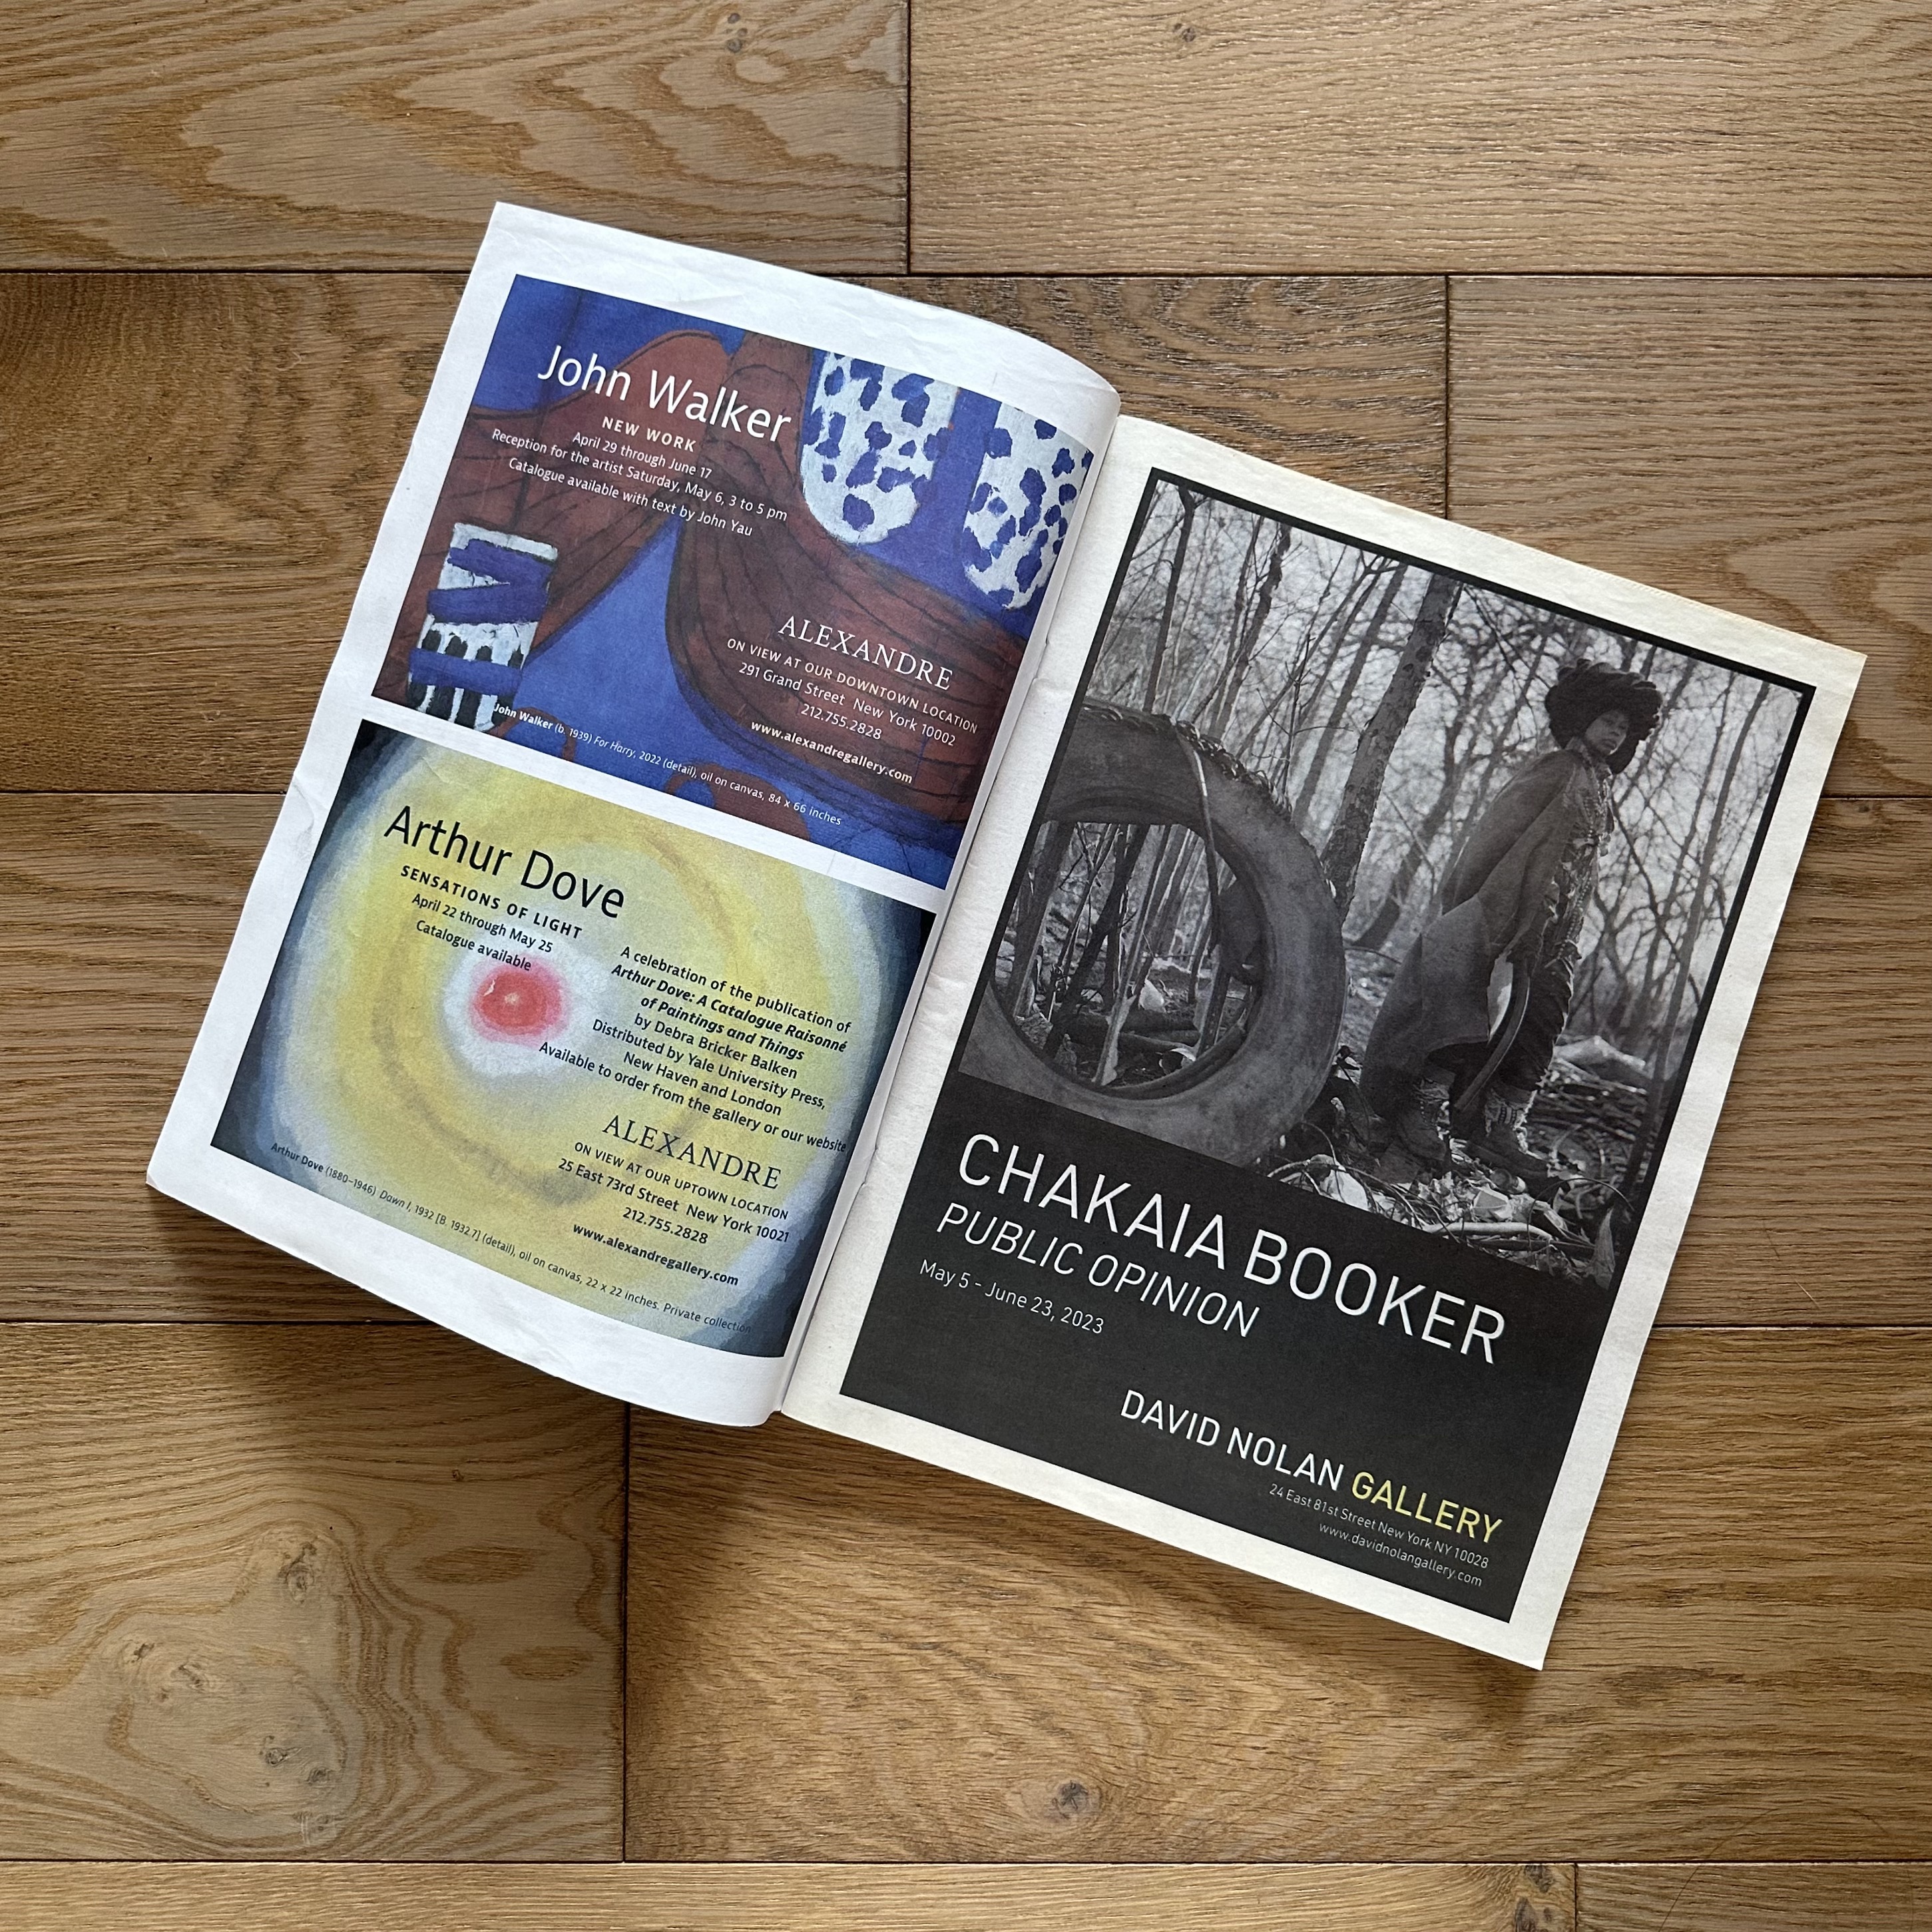 John Walker
NEW WORK
April 29 through June 17
Reception for the artist Saturday, May 6, 3 to 5 pm
Catalogue available with text by John Yau
ALEXANDRE
ON VIEW AT OUR DOWNTOWN LOCATION
291 Grand Street New York 10002
212.755.2828
www.alexandregallery.com
John Walker (b. 1939) For Harry, 2022 (detail), oil on canvas, 84 x 66 inches
Arthur Dove
SENSATIONS OF LIGHT
April 22 through May 25
Catalogue available
A celebration of the publication of
Arthur Dove: A Catalogue Raisonné
of Paintings and Things
by Debra Bricker Balken
Distributed by Yale University Press,
New Haven and London
Available to order from the gallery or our website
ALEXANDRE
ON VIEW AT OUR UPTOWN LOCATION
25 East 73rd Street New York 10021
212.755.2828
www.alexandregallery.com
Arthur Dove (1880–1946) Dawn I, 1932 [B. 1932.7] (detail), oil on canvas, 22 x 22 inches. Private collection
CHAKAIA BOOKER
PUBLIC OPINION
May 5 - June 23, 2023
DAVID NOLAN GALLERY
24 East 81st Street New York NY 10028
www.davidnolangallery.com